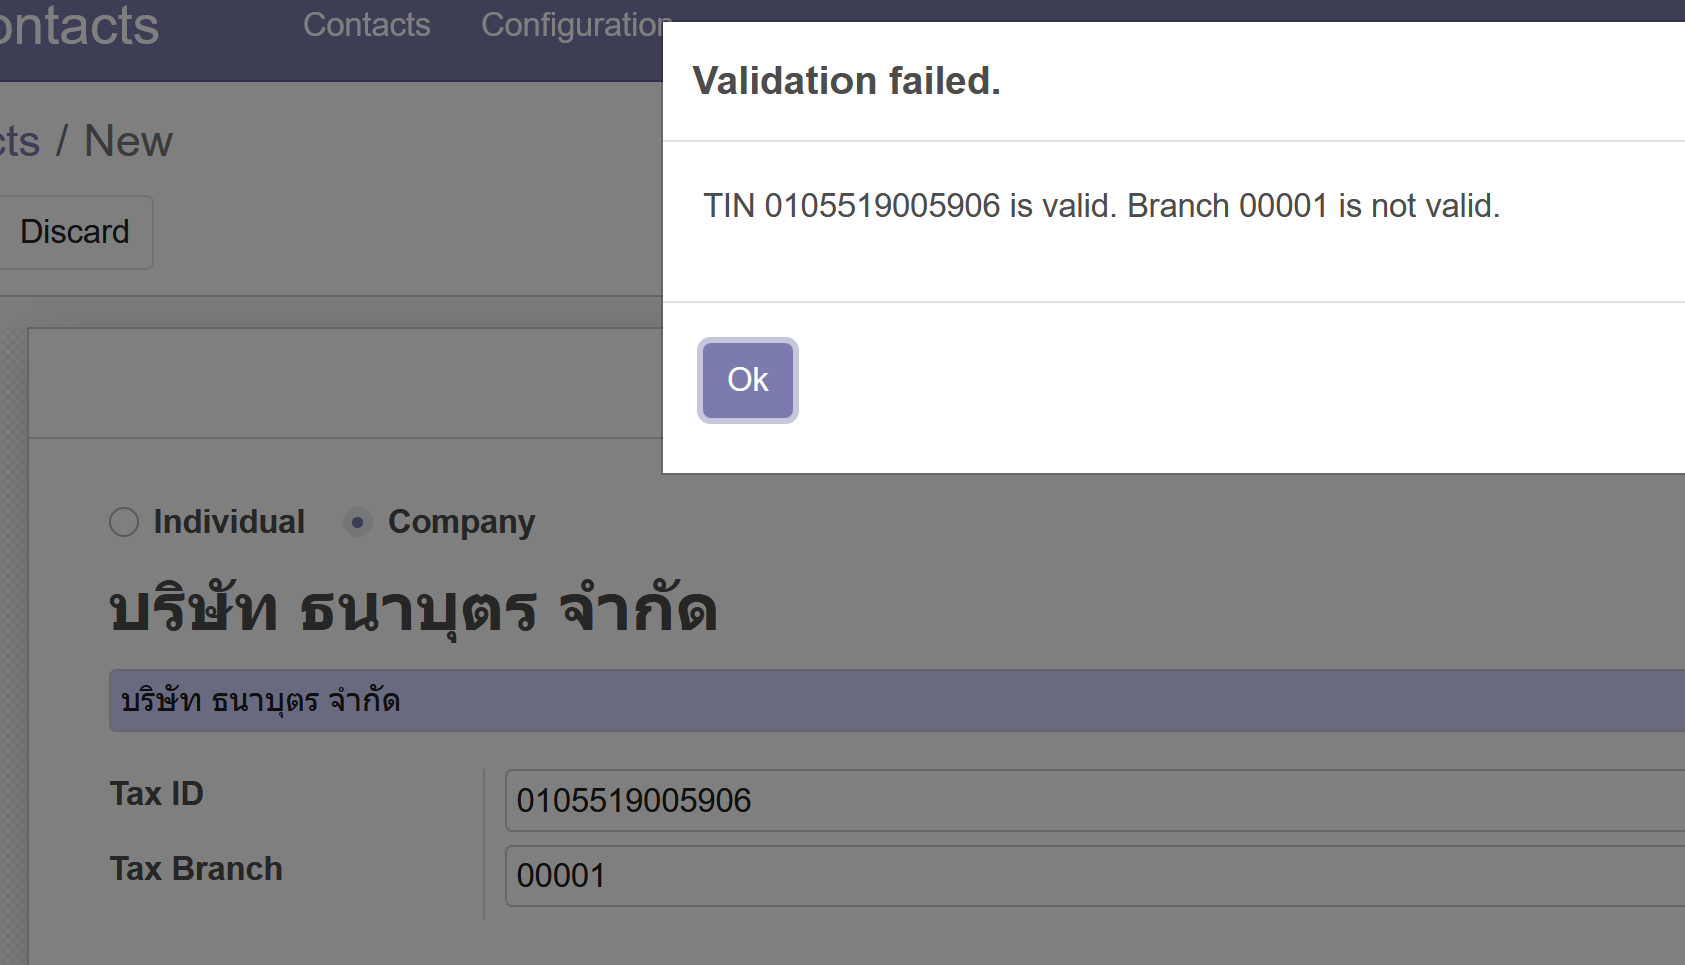 ontacts Contacts Configuration
Validation failed.
cts / New
TIN 0105519005906 is valid. Branch 00001 is not valid.
Discard
Ok
Individual Company
บริษัท ธนาบุตร จำกัด
บริษัท ธนาบุตร จำกัด
Tax ID 0105519005906
Tax Branch 00001